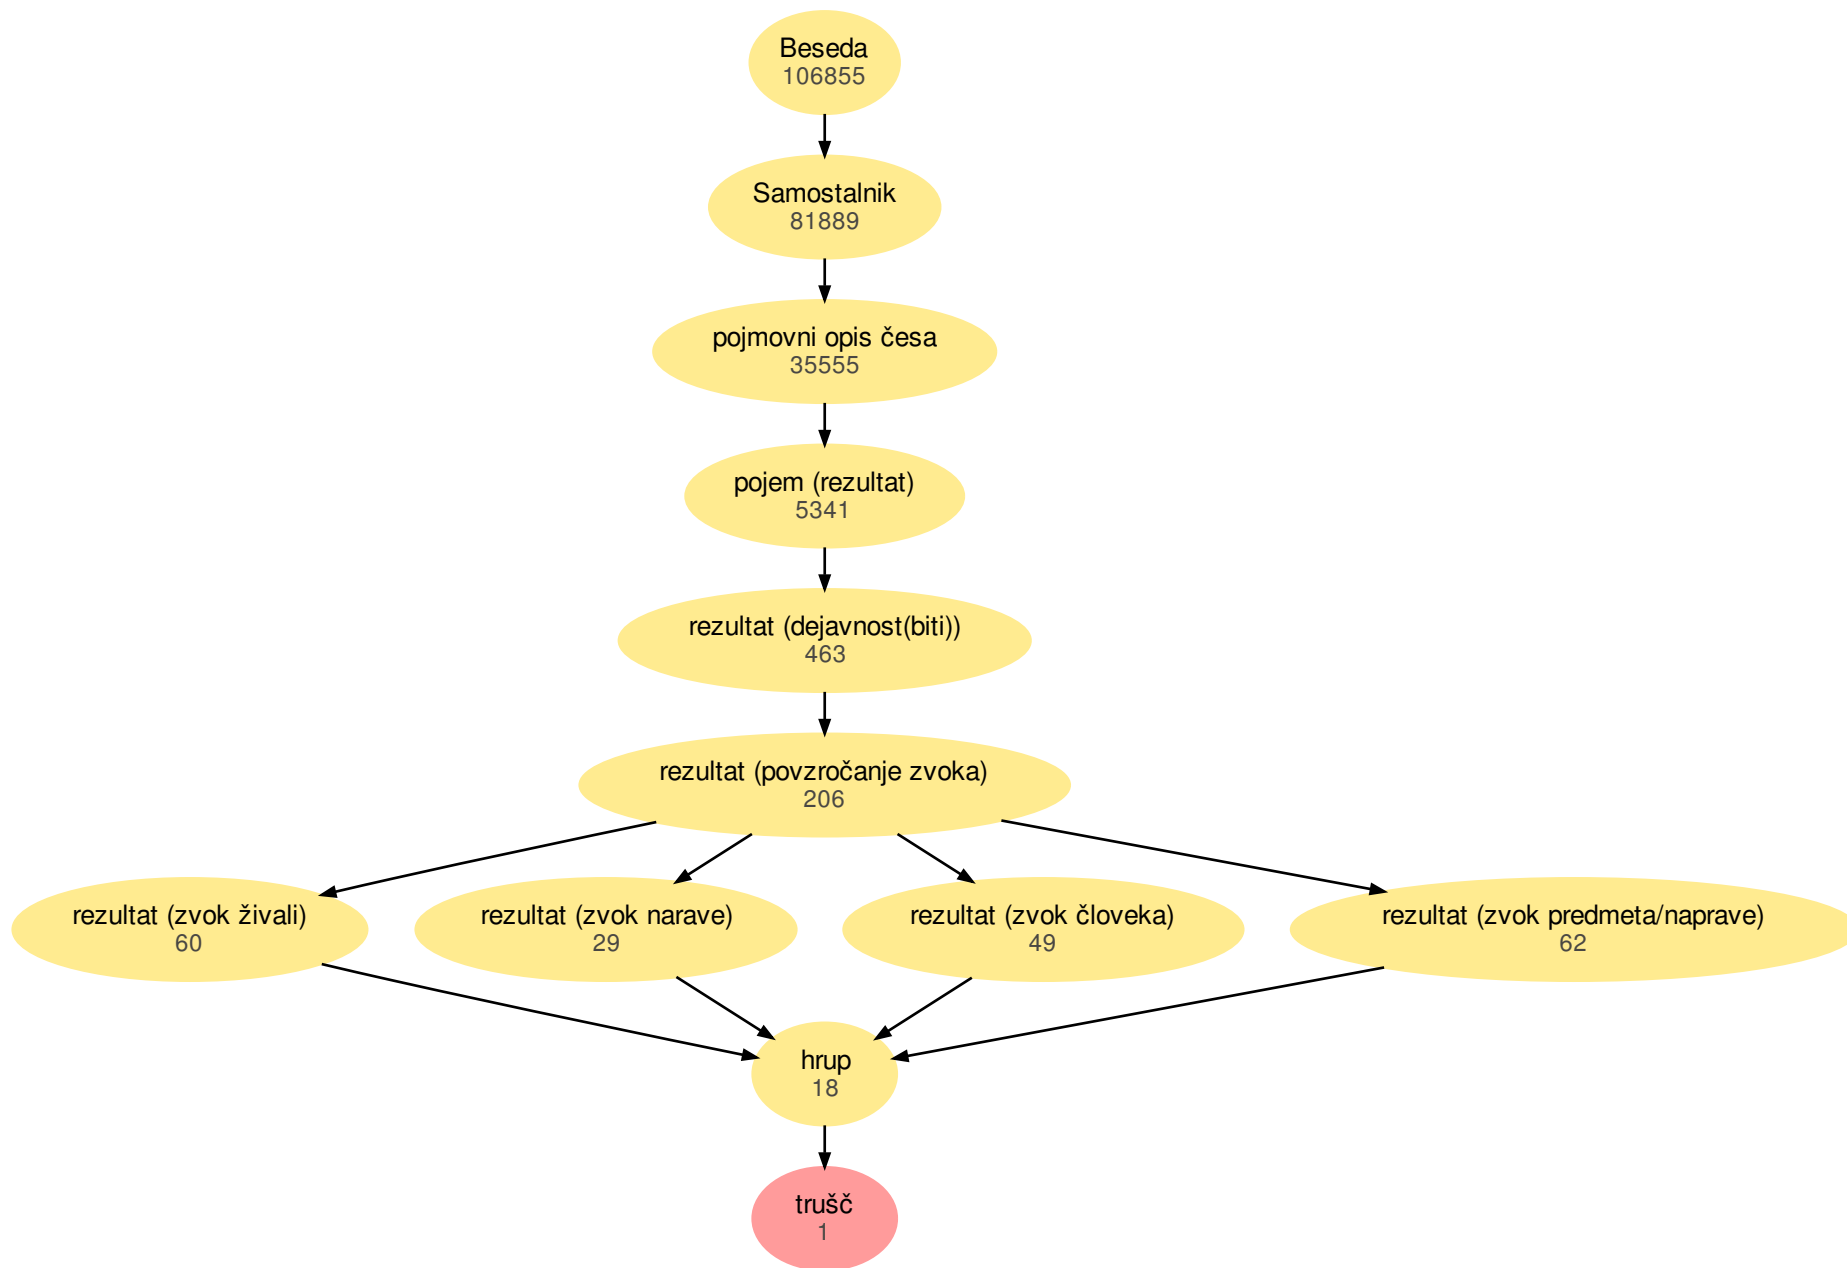 Beseda
106855
Samostalnik
81889
pojmovni opis česa
35555
pojem (rezultat)
5341
rezultat (dejavnost(biti))
463
rezultat (povzročanje zvoka)
206
rezultat (zvok živali)
60
rezultat (zvok narave)
29
rezultat (zvok človeka)
49
rezultat (zvok predmeta/naprave)
62
hrup
18
trušč
1